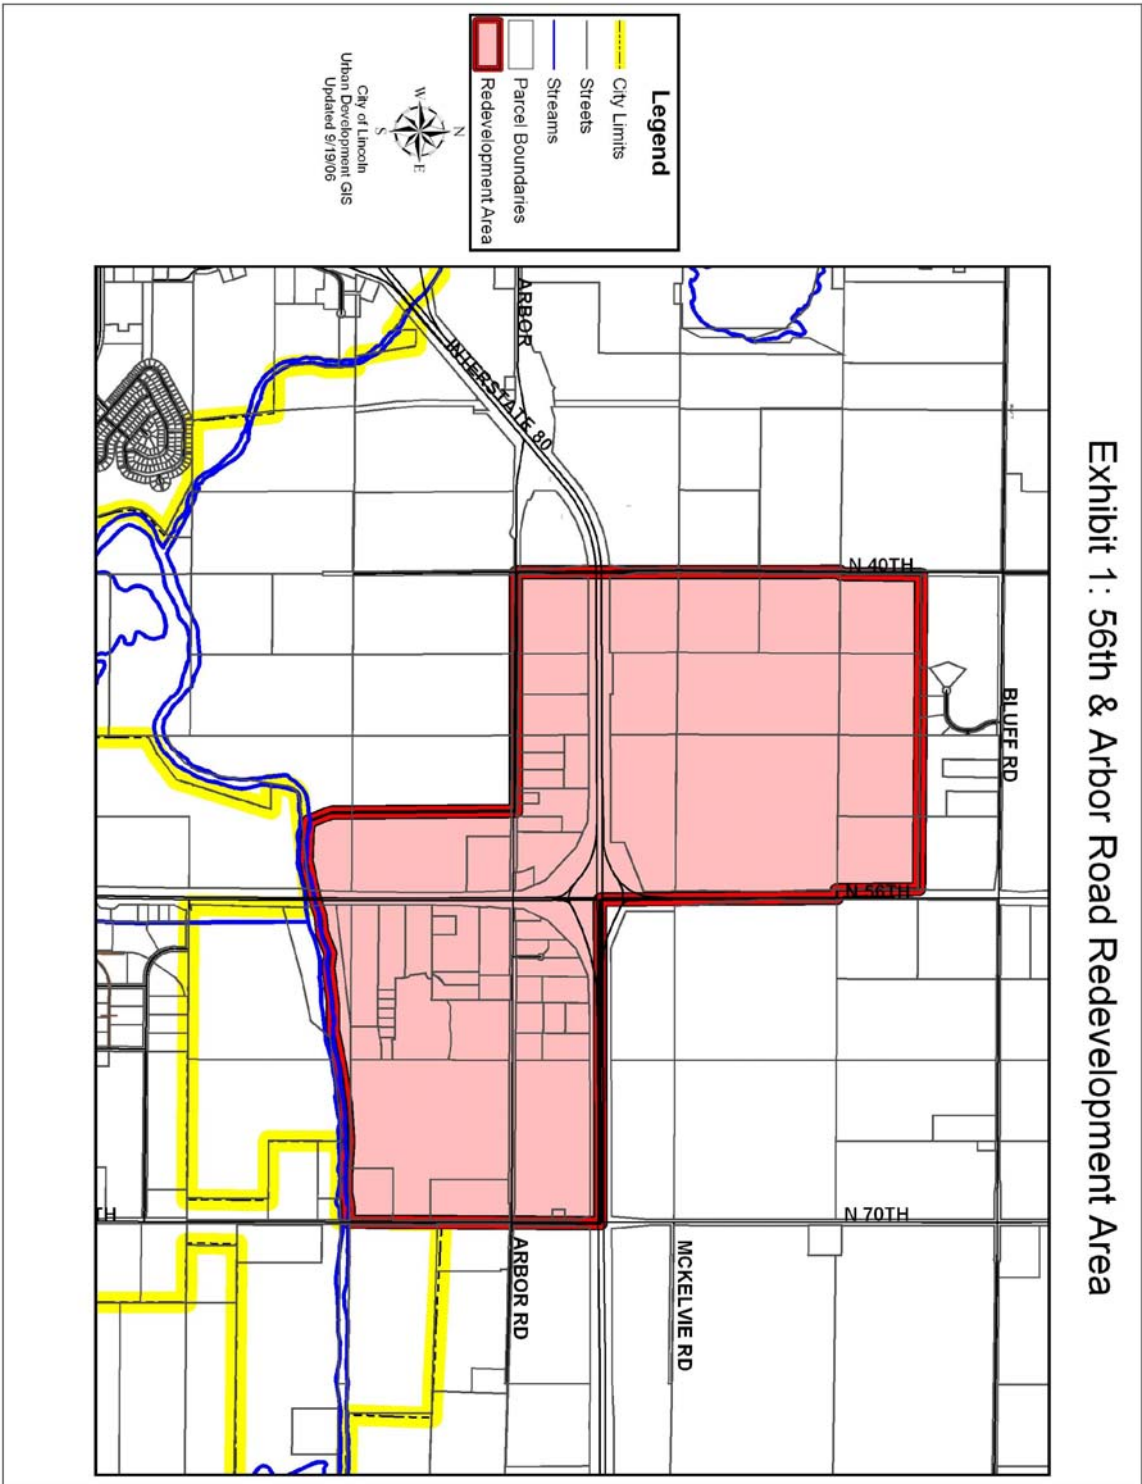 Exhibit 1: 56th & Arbor Road Redevelopment Area
Legend
City Limits
Streets
Streams
Parcel Boundaries
Redevelopment Area
N
W
E
S
City of Lincoln
Urban Development GIS
Updated 9/19/06
BLUFF RD
N 40TH
N 56TH
N 70TH
MCKELVIE RD
ARBOR
INTERSTATE 80
ARBOR RD
TH